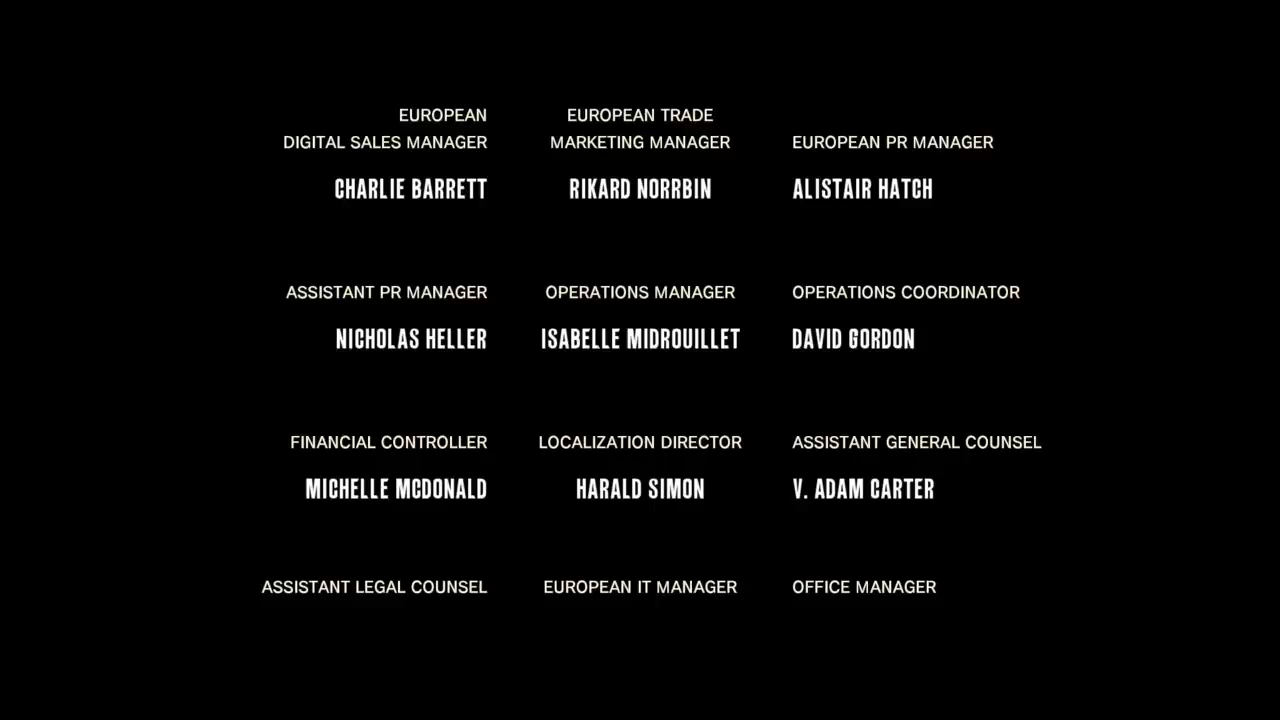 EUROPEAN
DIGITAL SALES MANAGER
CHARLIE BARRETT
EUROPEAN TRADE
MARKETING MANAGER
RIKARD NORRBIN
EUROPEAN PR MANAGER
ALISTAIR HATCH
ASSISTANT PR MANAGER
NICHOLAS HELLER
OPERATIONS MANAGER
ISABELLE MIDROUILLET
OPERATIONS COORDINATOR
DAVID GORDON
FINANCIAL CONTROLLER
MICHELLE MCDONALD
LOCALIZATION DIRECTOR
HARALD SIMON
ASSISTANT GENERAL COUNSEL
V. ADAM CARTER
ASSISTANT LEGAL COUNSEL
EUROPEAN IT MANAGER
OFFICE MANAGER